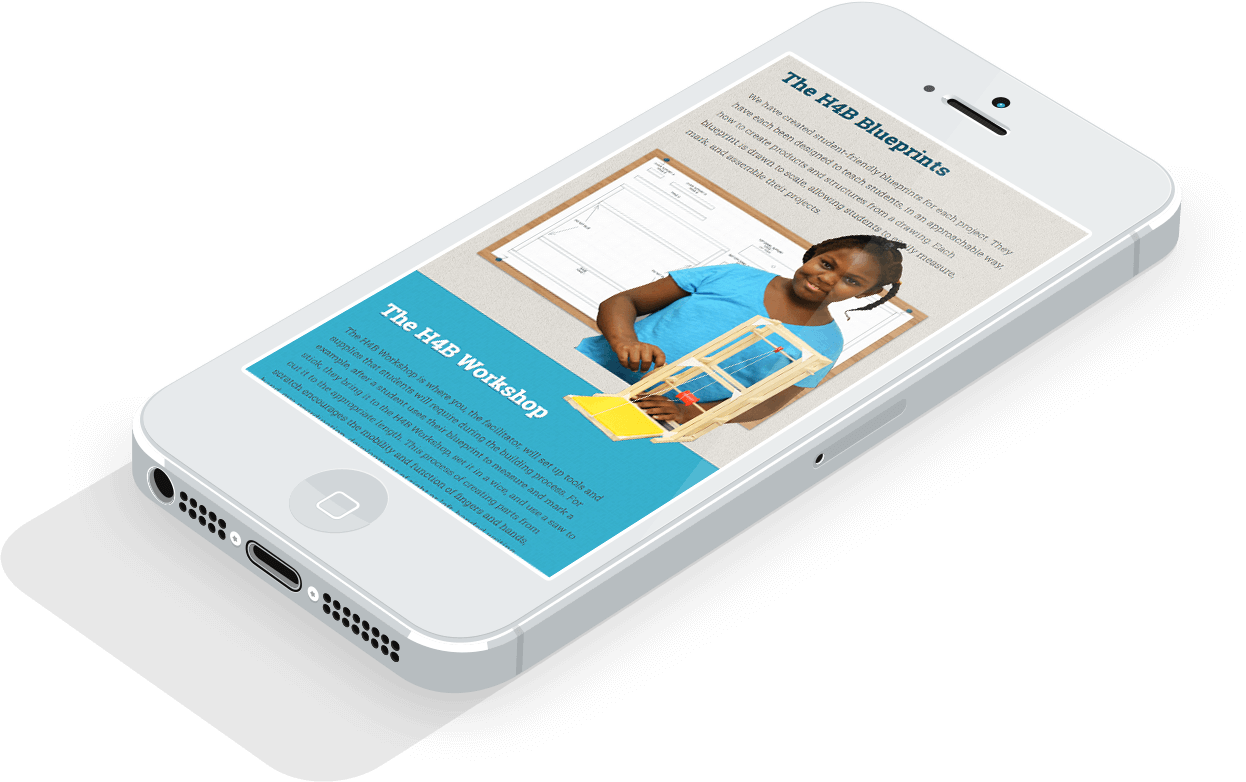 The H4B Blueprints
We have created student-friendly blueprints for each project. They
have each been designed to teach students, in an approachable way,
how to create products and structures from a drawing. Each
blueprint is drawn to scale, allowing students to measure,
mark, and assemble their projects.
The H4B Workshop
The H4B Workshop is where you, the facilitator, will set up tools and
supplies that students will require during the building process. For
example, after a student uses their blueprint to measure and mark a
stick, they bring it to the H4B Workshop, set it in a vice, and use a saw to
cut it to the appropriate length. This process of creating parts from
scratch encourages the mobility and function of fingers and hands,